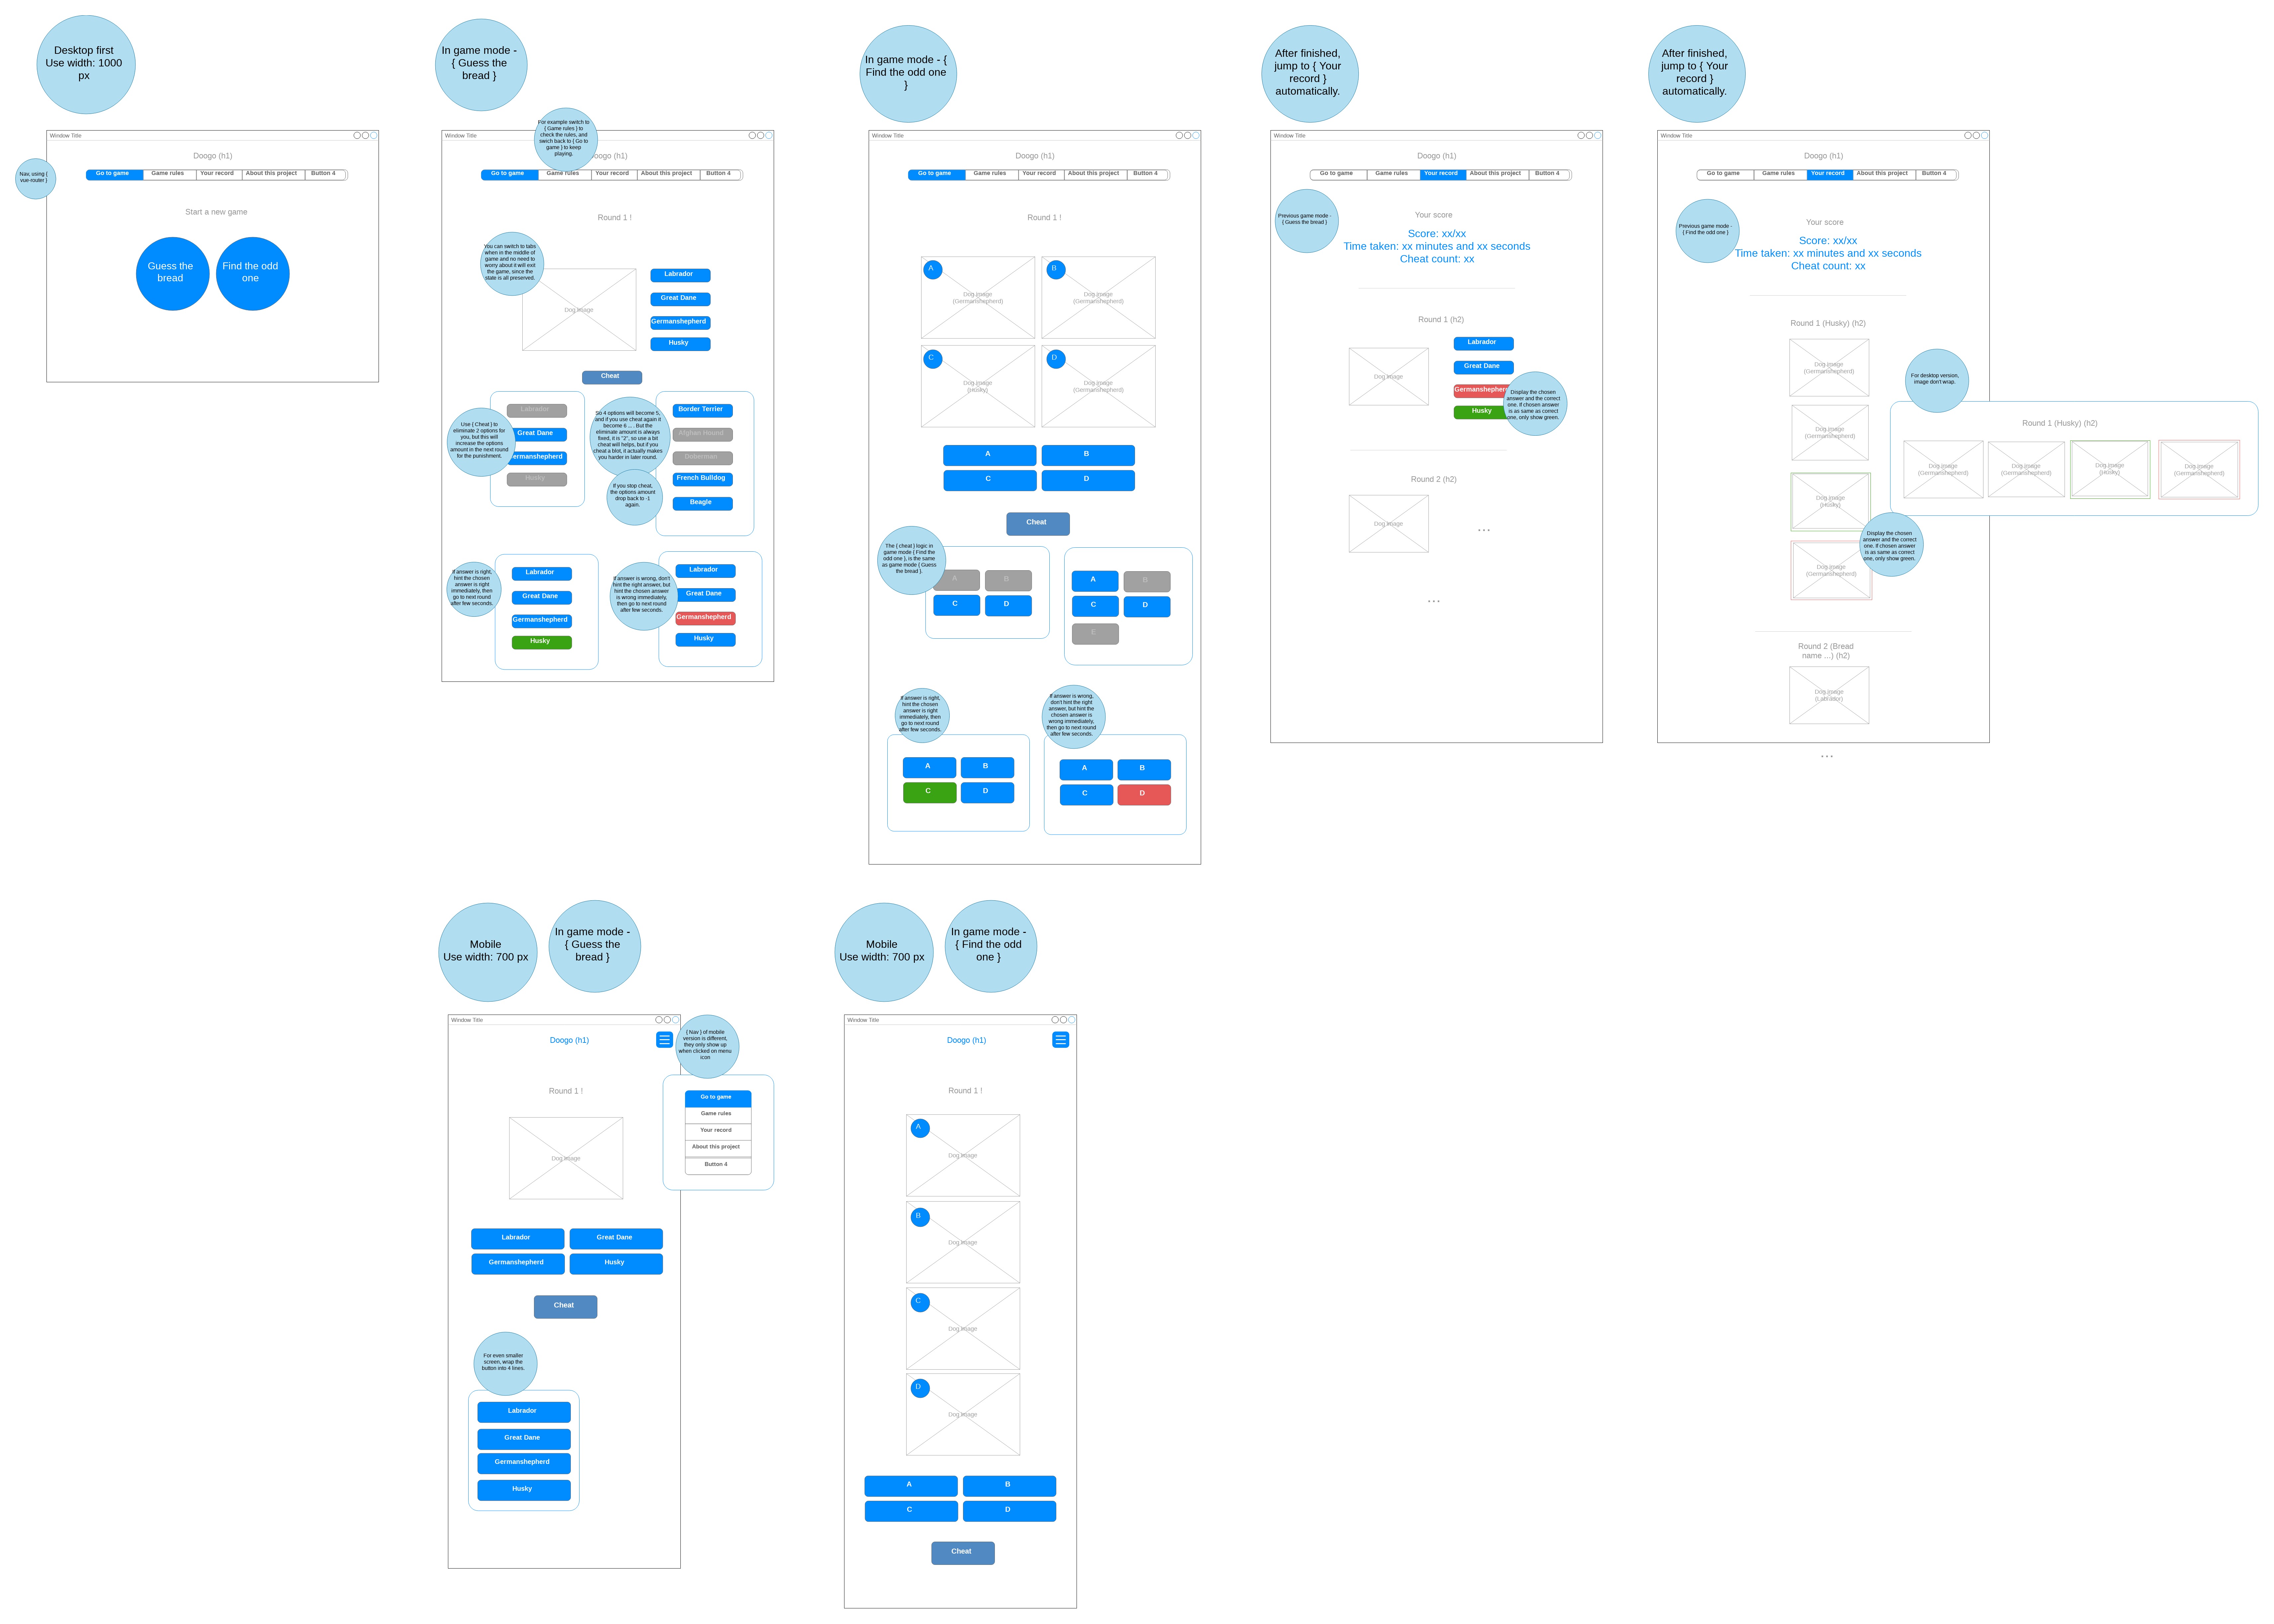 Desktop first
Use width: 1000
px
Nav, using {
vue-router }
Window Title
Doogo (h1)
Go to game
Game rules
Your record
About this project
Button 4
Start a new game
Guess the
bread
Find the odd
one
In game mode -
{ Guess the
bread }
For example switch to
{ Game rules } to
check the rules, and
swich back to { Go to
game } to keep
playing.
Window Title
Doogo (h1)
Go to game
Game rules
Your record
About this project
Button 4
Round 1 !
You can switch to tabs
when in the middle of
game and no need to
worry about it will exit
the game, since the
state is all preserved.
Dog image
Labrador
Great Dane
Germanshepherd
Husky
Cheat
Use { Cheat } to
eliminate 2 options for
you, but this will
increase the options
amount in the next round
for the punishment.
Labrador
Great Dane
Germanshepherd
Husky
So 4 options will become 5,
and if you use cheat again it
become 6 ... . But the
eliminate amount is always
fixed, it is "2", so use a bit
cheat will helps, but if you
cheat a blot, it actually makes
you harder in later round.
If you stop cheat,
the options amount
drop back to -1
again.
Border Terrier
Afghan Hound
Doberman
French Bulldog
Beagle
If answer is right,
hint the chosen
answer is right
immediately, then
go to next round
after few seconds.
Labrador
Great Dane
Germanshepherd
Husky
If answer is wrong, don't
hint the right answer, but
hint the chosen answer
is wrong immediately,
then go to next round
after few seconds.
Labrador
Great Dane
Germanshepherd
Husky
In game mode - {
Find the odd one
}
Window Title
Doogo (h1)
Go to game
Game rules
Your record
About this project
Button 4
Round 1 !
A
Dog image
(Germanshepherd)
B
Dog image
(Germanshepherd)
C
Dog image
(Husky)
D
Dog image
(Germanshepherd)
A
B
C
D
Cheat
The { cheat } logic in
game mode { Find the
odd one }, is the same
as game mode { Guess
the bread }.
A
B
C
D
A
B
C
D
E
If answer is right,
hint the chosen
answer is right
immediately, then
go to next round
after few seconds.
A
B
C
D
If answer is wrong,
don't hint the right
answer, but hint the
chosen answer is
wrong immediately,
then go to next round
after few seconds.
A
B
C
D
After finished,
jump to { Your
record }
automatically.
Window Title
Doogo (h1)
Go to game
Game rules
Your record
About this project
Button 4
Previous game mode -
{ Guess the bread }
Your score
Score: xx/xx
Time taken: xx minutes and xx seconds
Cheat count: xx
Round 1 (h2)
Dog image
Labrador
Great Dane
Germanshepherd
Husky
Display the chosen
answer and the correct
one. If chosen answer
is as same as correct
one, only show green.
Round 2 (h2)
Dog image
...
...
After finished,
jump to { Your
record }
automatically.
Window Title
Doogo (h1)
Go to game
Game rules
Your record
About this project
Button 4
Previous game mode -
{ Find the odd one }
Your score
Score: xx/xx
Time taken: xx minutes and xx seconds
Cheat count: xx
Round 1 (Husky) (h2)
Dog image
(Germanshepherd)
Dog image
(Germanshepherd)
Dog image
(Husky)
Dog image
(Germanshepherd)
Display the chosen
answer and the correct
one. If chosen answer
is as same as correct
one, only show green.
For desktop version,
image don't wrap.
Round 1 (Husky) (h2)
Dog image
(Germanshepherd)
Dog image
(Germanshepherd)
Dog image
(Husky)
Dog image
(Germanshepherd)
Round 2 (Bread
name ...) (h2)
Dog image
(Labrador)
...
Mobile
Use width: 700 px
In game mode -
{ Guess the
bread }
Window Title
Doogo (h1)
{ Nav } of mobile
version is different,
they only show up
when clicked on menu
icon
Go to game
Game rules
Your record
About this project
Button 4
Round 1 !
Dog image
Labrador
Great Dane
Germanshepherd
Husky
Cheat
For even smaller
screen, wrap the
button into 4 lines.
Labrador
Great Dane
Germanshepherd
Husky
Mobile
Use width: 700 px
In game mode -
{ Find the odd
one }
Window Title
Doogo (h1)
Round 1 !
A
Dog image
B
Dog image
C
Dog image
D
Dog image
A
B
C
D
Cheat